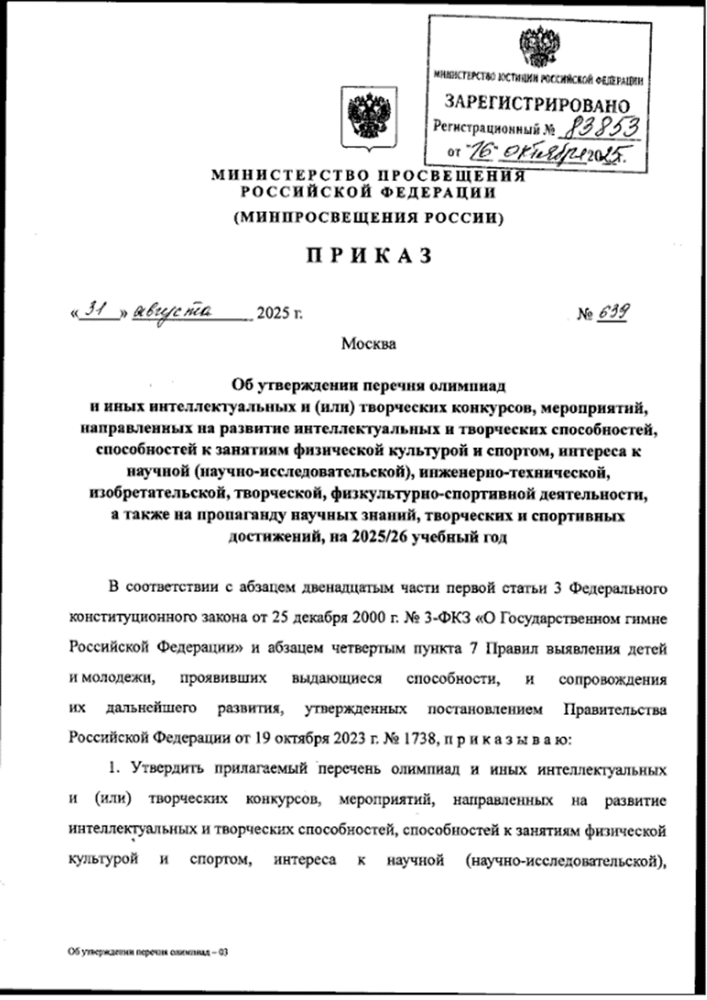 МИНИСТЕРСТВО ЮСТИЦИИ РОССИЙСКОЙ ФЕДЕРАЦИИ
ЗАРЕГИСТРИРОВАНО
Регистрационный № 83853
от "16" октября 2025г.
МИНИСТЕРСТВО ПРОСВЕЩЕНИЯ
РОССИЙСКОЙ ФЕДЕРАЦИИ
(МИНПРОСВЕЩЕНИЯ РОССИИ)
П Р И К А З
«31» августа 2025 г. № 639
Москва
Об утверждении перечня олимпиад
и иных интеллектуальных и (или) творческих конкурсов, мероприятий,
направленных на развитие интеллектуальных и творческих способностей,
способностей к занятиям физической культурой и спортом, интереса к
научной (научно-исследовательской), инженерно-технической,
изобретательской, творческой, физкультурно-спортивной деятельности,
а также на пропаганду научных знаний, творческих и спортивных
достижений, на 2025/26 учебный год
В соответствии с абзацем двенадцатым части первой статьи 3 Федерального
конституционного закона от 25 декабря 2000 г. № 3-ФКЗ «О Государственном гимне
Российской Федерации» и абзацем четвертым пункта 7 Правил выявления детей
и молодежи, проявивших выдающиеся способности, и сопровождения
их дальнейшего развития, утвержденных постановлением Правительства
Российской Федерации от 19 октября 2023 г. № 1738, п р и к а з ы в а ю:
1. Утвердить прилагаемый перечень олимпиад и иных интеллектуальных
и (или) творческих конкурсов, мероприятий, направленных на развитие
интеллектуальных и творческих способностей, способностей к занятиям физической
культурой и спортом, интереса к научной (научно-исследовательской),
Об утверждении перечня олимпиад – 03